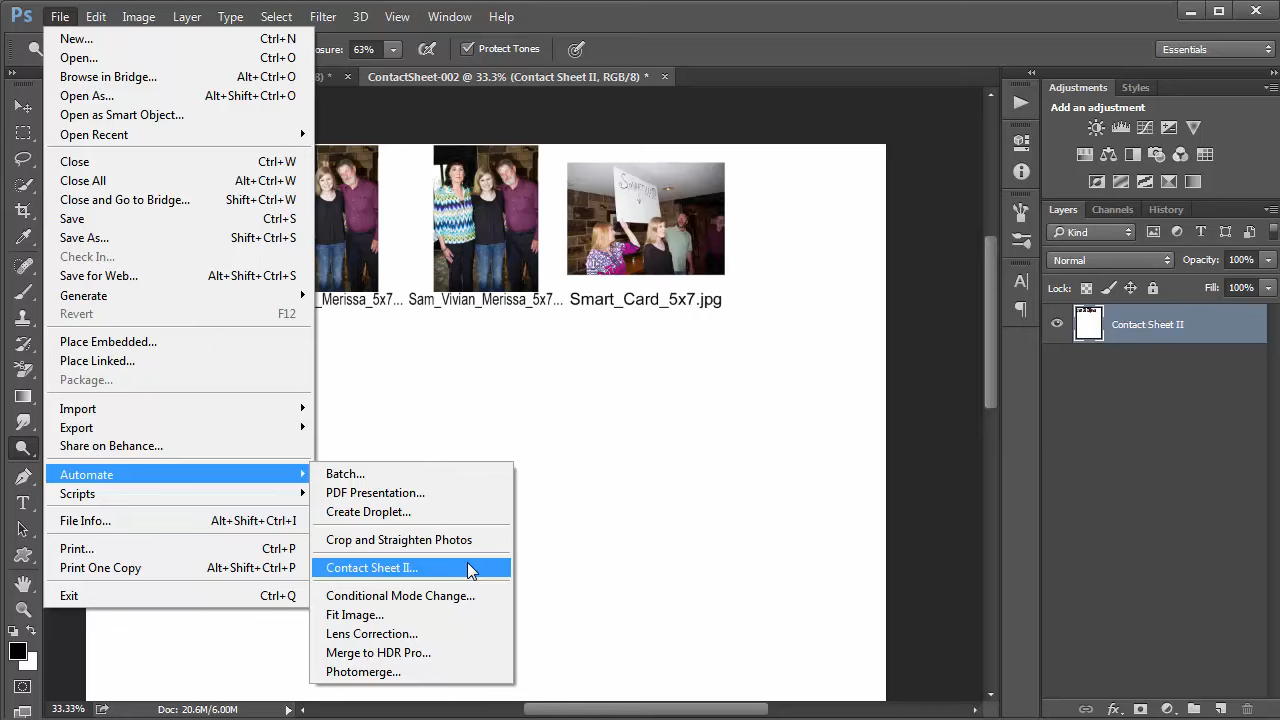 Ps File Edit Image Layer Type Select Filter 3D View Window Help
osure: 63% Protect Tones Essentials
) * × ContactSheet-002 @ 33.3% (Contact Sheet II, RGB/8) * ×
New... Ctrl+N
Open... Ctrl+O
Browse in Bridge... Alt+Ctrl+O
Open As... Alt+Shift+Ctrl+O
Open as Smart Object...
Open Recent
Close Ctrl+W
Close All Alt+Ctrl+W
Close and Go to Bridge... Shift+Ctrl+W
Save Ctrl+S
Save As... Shift+Ctrl+S
Check In...
Save for Web... Alt+Shift+Ctrl+S
Generate
Revert F12
Place Embedded...
Place Linked...
Package...
Import
Export
Share on Behance...
Automate
Scripts
File Info... Alt+Shift+Ctrl+I
Print... Ctrl+P
Print One Copy Alt+Shift+Ctrl+P
Exit Ctrl+Q
Batch...
PDF Presentation...
Create Droplet...
Crop and Straighten Photos
Contact Sheet II...
Conditional Mode Change...
Fit Image...
Lens Correction...
Merge to HDR Pro...
Photomerge...
_Merissa_5x7... Sam_Vivian_Merissa_5x7... Smart_Card_5x7.jpg
Adjustments Styles
Add an adjustment
Layers Channels History
Kind
Normal Opacity: 100%
Lock: Fill: 100%
Contact Sheet II
33.33% Doc: 20.6M/6.00M